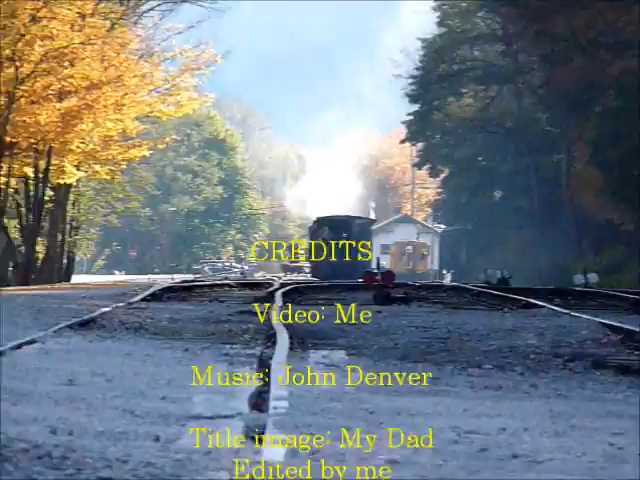 CREDITS
Video: Me
Music: John Denver
Title image: My Dad
Edited by me